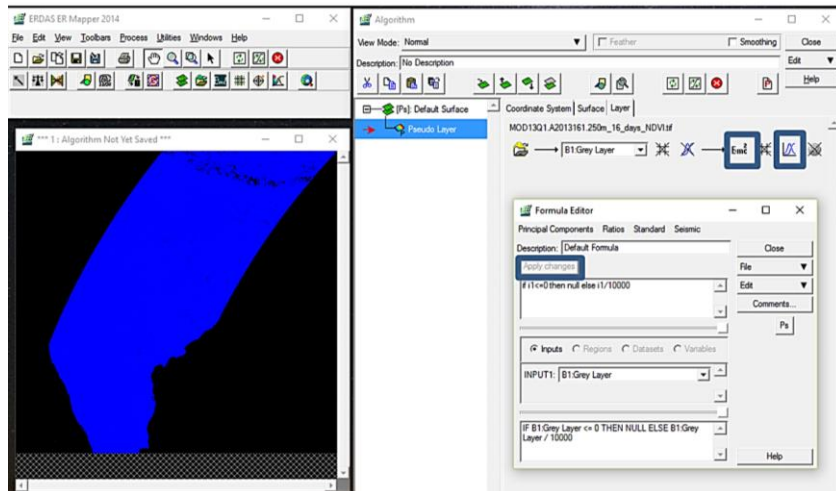 ERDAS ER Mapper 2014
File Edit View Toolbars Process Utilities Windows Help
*** 1 : Algorithm Not Yet Saved ***
Algorithm
View Mode: Normal
Feather
Smoothing
Close
Description: No Description
Edit
Help
[Ps]: Default Surface
Pseudo Layer
Coordinate System Surface Layer
MOD13Q1.A2013161.250m_16_days_NDVI.tif
B1:Grey Layer
Emc²
Formula Editor
Principal Components Ratios Standard Seismic
Description: Default Formula
Close
Apply changes
File
if i1<=0 then null else i1/10000
Edit
Comments...
Ps
Inputs Regions Datasets Variables
INPUT1: B1:Grey Layer
IF B1:Grey Layer <= 0 THEN NULL ELSE B1:Grey
Layer / 10000
Help